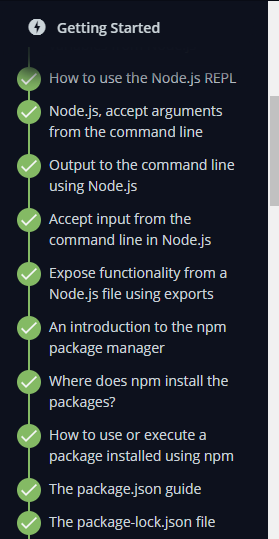 Getting Started
How to use the Node.js REPL
Node.js, accept arguments
from the command line
Output to the command line
using Node.js
Accept input from the
command line in Node.js
Expose functionality from a
Node.js file using exports
An introduction to the npm
package manager
Where does npm install the
packages?
How to use or execute a
package installed using npm
The package.json guide
The package-lock.json file